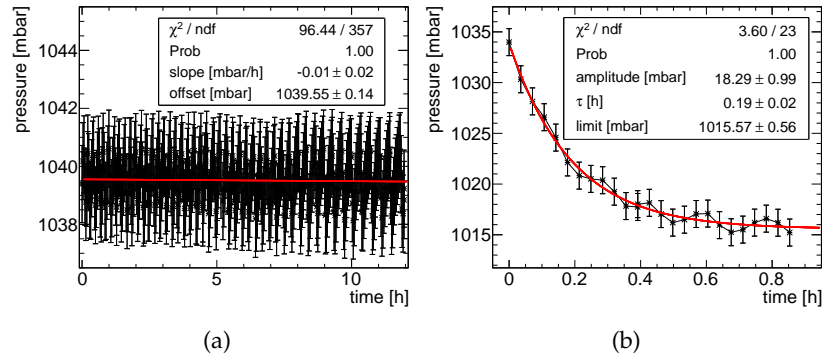 χ² / ndf 96.44 / 357
Prob 1.00
slope [mbar/h] -0.01 ± 0.02
offset [mbar] 1039.55 ± 0.14
pressure [mbar]
1044
1042
1040
1038
0 5 10
time [h]
(a)
χ² / ndf 3.60 / 23
Prob 1.00
amplitude [mbar] 18.29 ± 0.99
τ [h] 0.19 ± 0.02
limit [mbar] 1015.57 ± 0.56
pressure [mbar]
1035
1030
1025
1020
1015
0 0.2 0.4 0.6 0.8
time [h]
(b)